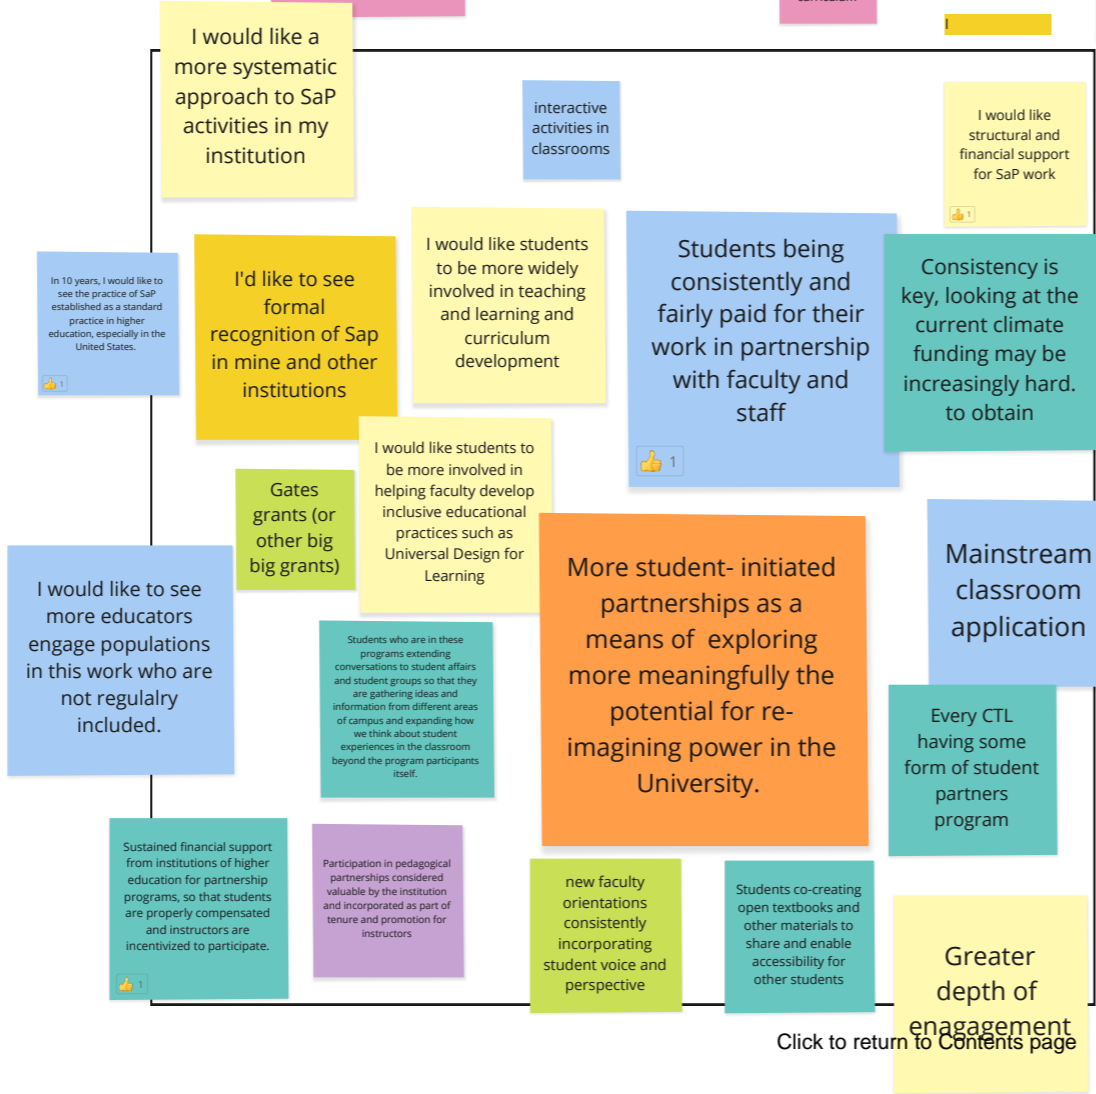 I would like a
more systematic
approach to SaP
activities in my
institution
I
interactive
activities in
classrooms
I would like
structural and
financial support
for SaP work
1
In 10 years, I would like to
see the practice of SaP
established as a standard
practice in higher
education, especially in the
United States.
1
I'd like to see
formal
recognition of Sap
in mine and other
institutions
I would like students
to be more widely
involved in teaching
and learning and
curriculum
development
Students being
consistently and
fairly paid for their
work in partnership
with faculty and
staff
1
Consistency is
key, looking at the
current climate
funding may be
increasingly hard.
to obtain
Gates
grants (or
other big
big grants)
I would like students to
be more involved in
helping faculty develop
inclusive educational
practices such as
Universal Design for
Learning
I would like to see
more educators
engage populations
in this work who are
not regulalry
included.
Students who are in these
programs extending
conversations to student affairs
and student groups so that they
are gathering ideas and
information from different areas
of campus and expanding how
we think about student
experiences in the classroom
beyond the program participants
itself.
More student- initiated
partnerships as a
means of  exploring
more meaningfully the
potential for re-
imagining power in the
University.
Mainstream
classroom
application
Every CTL
having some
form of student
partners
program
Sustained financial support
from institutions of higher
education for partnership
programs, so that students
are properly compensated
and instructors are
incentivized to participate.
1
Participation in pedagogical
partnerships considered
valuable by the institution
and incorporated as part of
tenure and promotion for
instructors
new faculty
orientations
consistently
incorporating
student voice and
perspective
Students co-creating
open textbooks and
other materials to
share and enable
accessibility for
other students
Greater
depth of
enagagement
Click to return to Contents page